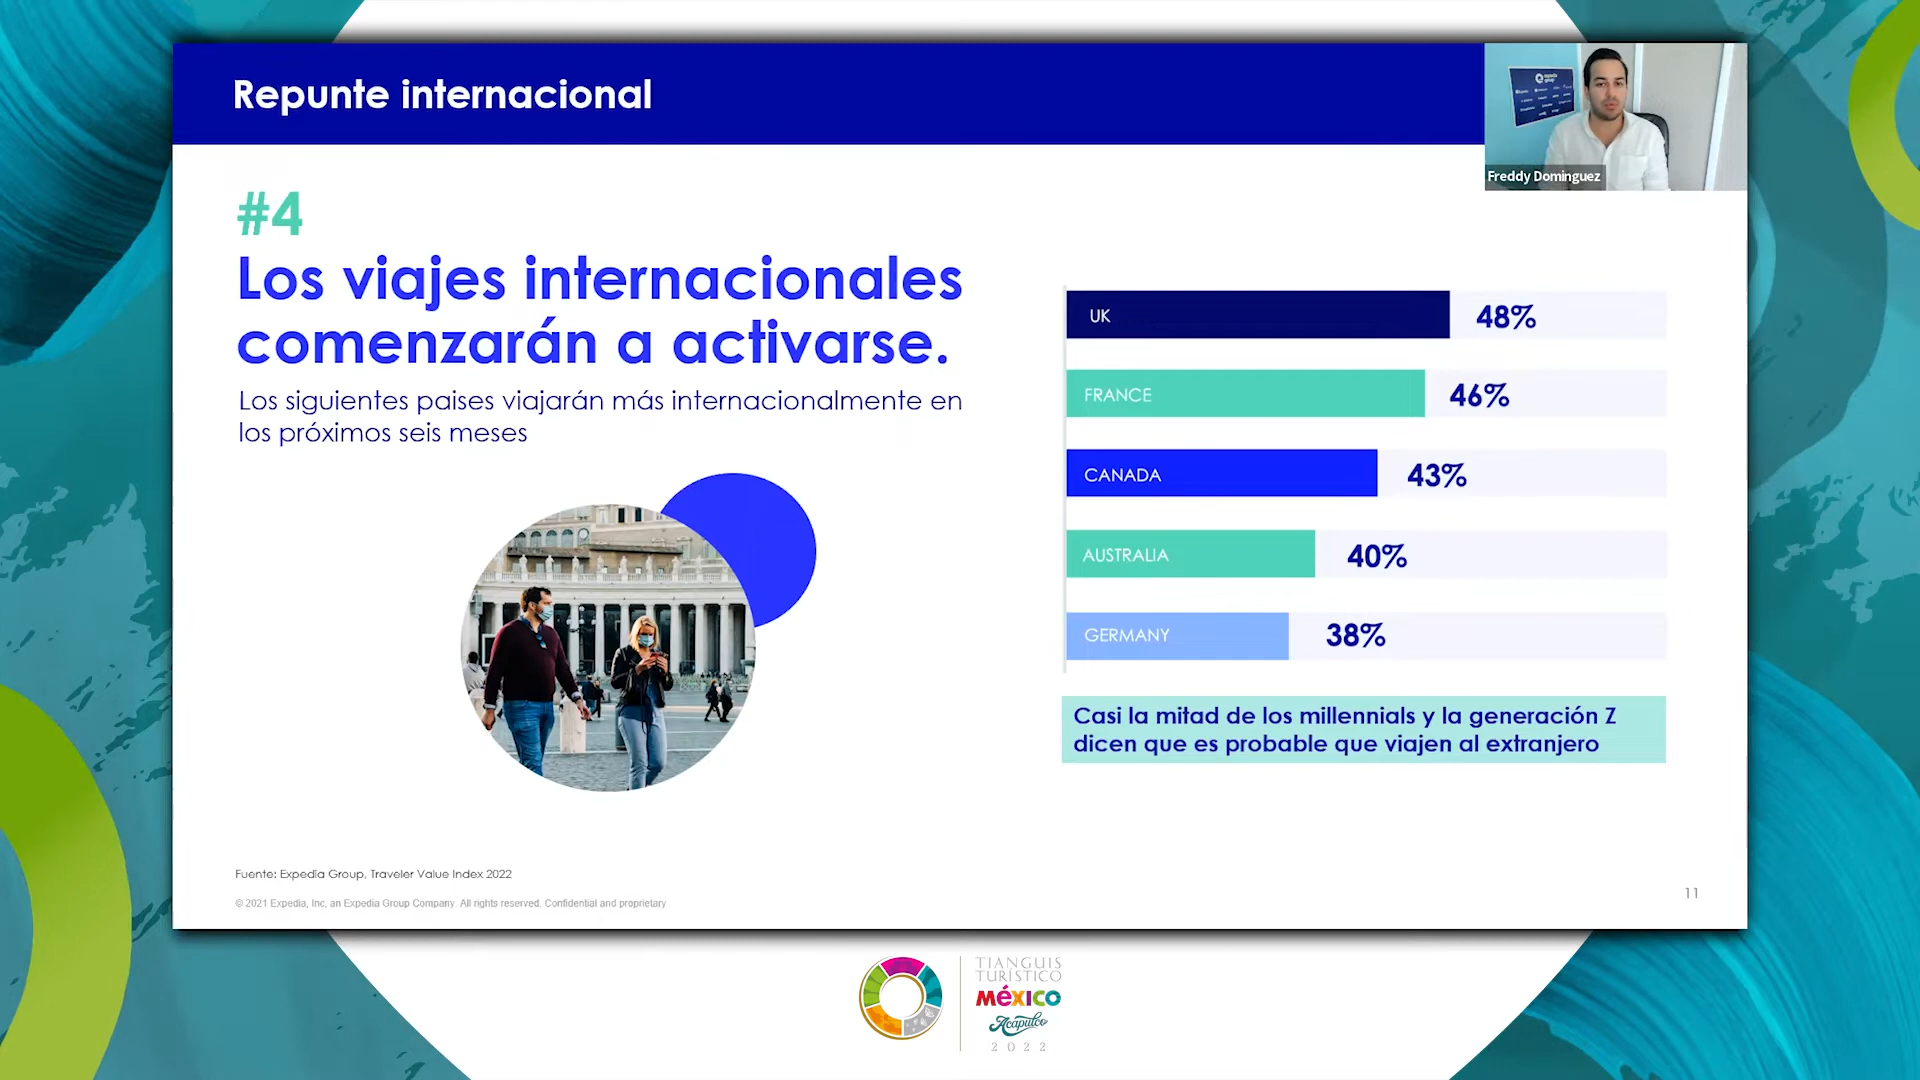 Repunte internacional
Freddy Dominguez
expedia group
#4
Los viajes internacionales
comenzarán a activarse.
Los siguientes paises viajarán más internacionalmente en
los próximos seis meses
UK
48%
FRANCE
46%
CANADA
43%
AUSTRALIA
40%
GERMANY
38%
Casi la mitad de los millennials y la generación Z
dicen que es probable que viajen al extranjero
Fuente: Expedia Group, Traveler Value Index 2022
© 2021 Expedia, Inc, an Expedia Group Company. All rights reserved. Confidential and proprietary
11
TIANGUIS
TURÍSTICO
MéXICO
Acapulco
2022